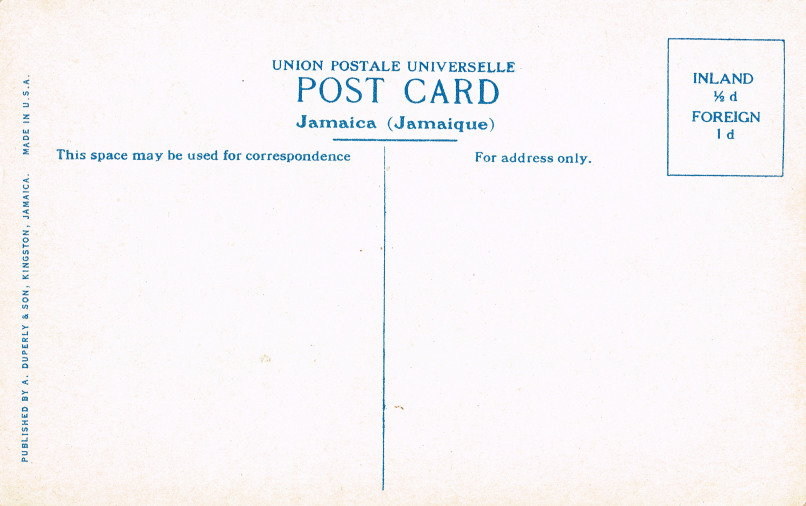 UNION POSTALE UNIVERSELLE
POST CARD
Jamaica (Jamaique)
This space may be used for correspondence
For address only.
INLAND
½ d
FOREIGN
1 d
PUBLISHED BY A. DUPERLY & SON, KINGSTON, JAMAICA. MADE IN U.S.A.